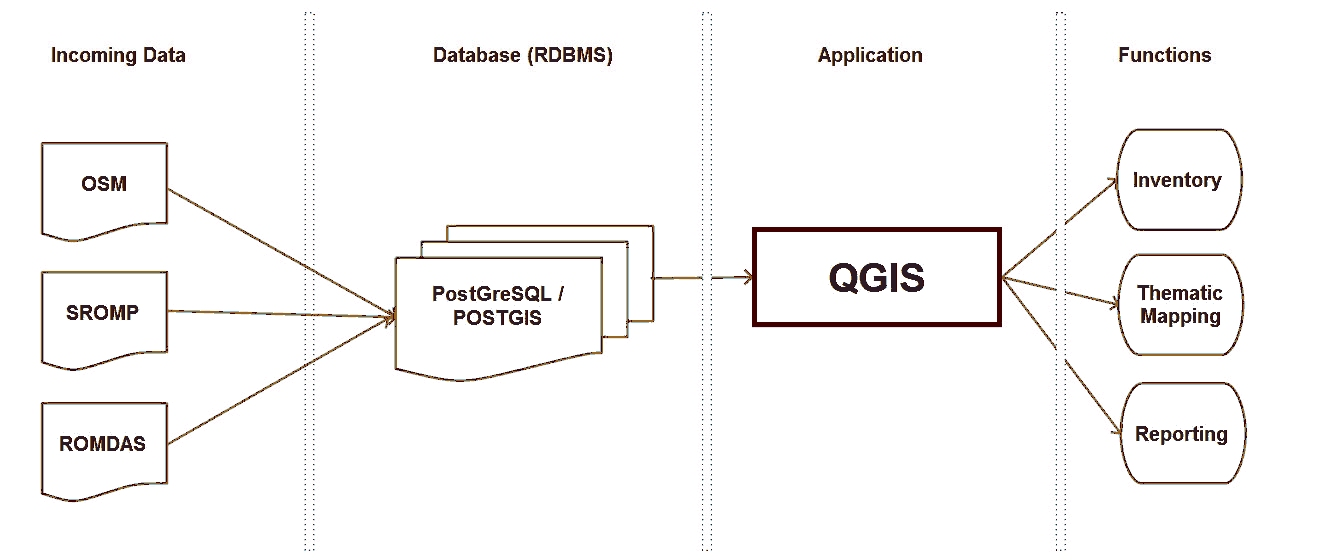 Incoming Data
Database (RDBMS)
Application
Functions
OSM
SROMP
ROMDAS
PostGreSQL /
POSTGIS
QGIS
Inventory
Thematic
Mapping
Reporting